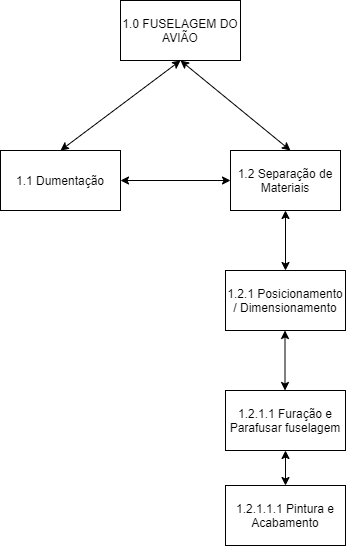 1.0 FUSELAGEM DO
AVIÃO
1.1 Dumentação
1.2 Separação de
Materiais
1.2.1 Posicionamento
/ Dimensionamento
1.2.1.1 Furação e
Parafusar fuselagem
1.2.1.1.1 Pintura e
Acabamento